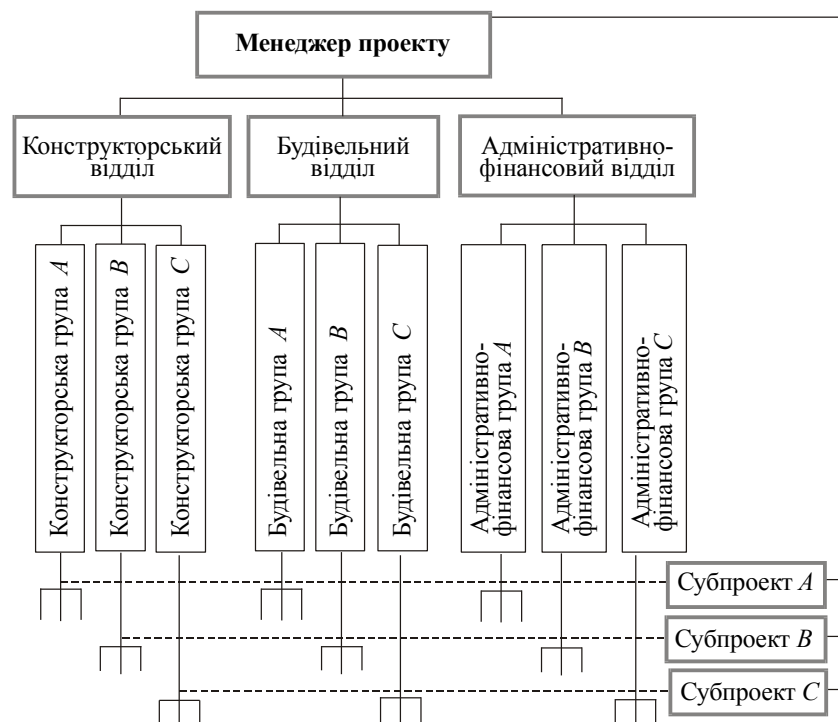 Менеджер проекту
Конструкторський
відділ
Будівельний
відділ
Адміністративно-
фінансовий відділ
Конструкторська група A
Конструкторська група B
Конструкторська група C
Будівельна група A
Будівельна група B
Будівельна група C
Адміністративно-
фінансова група A
Адміністративно-
фінансова група B
Адміністративно-
фінансова група C
Субпроект A
Субпроект B
Субпроект C